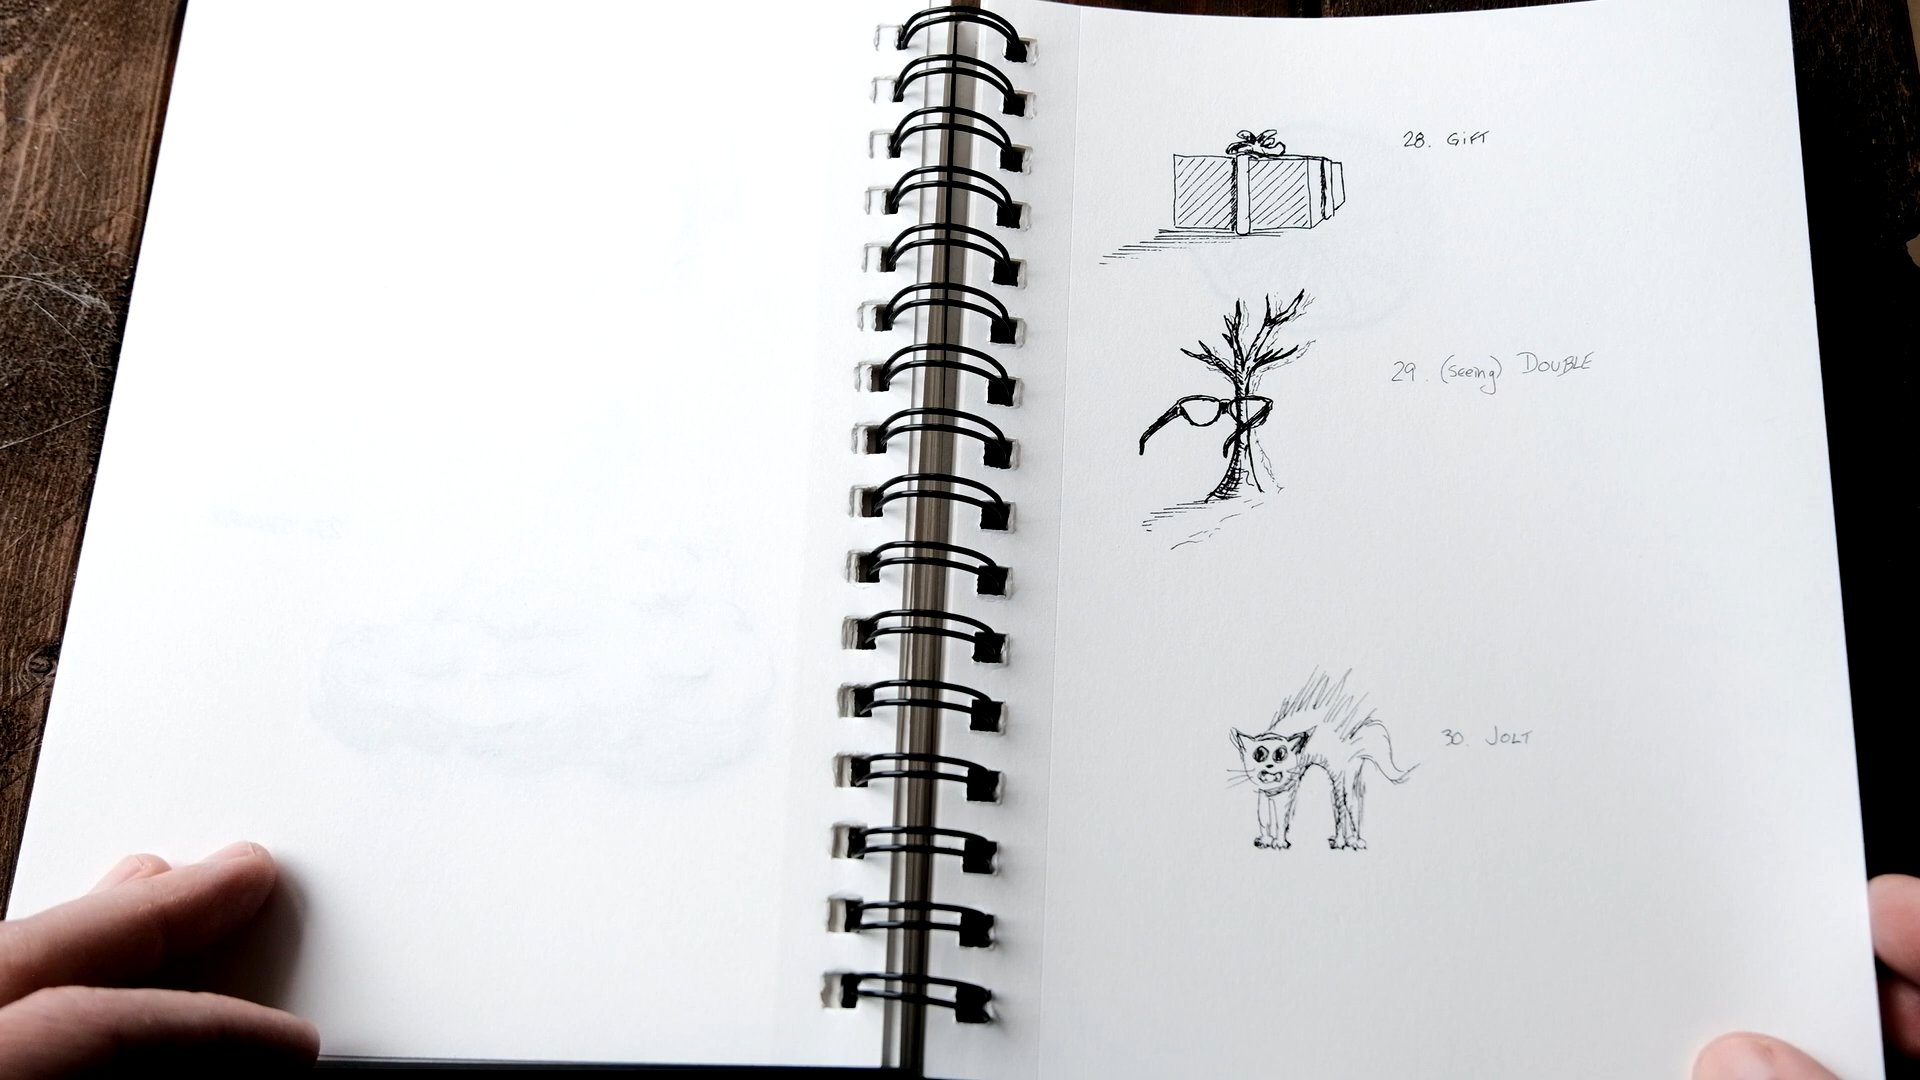 28. GiFT
29. (seeing) DOUBLE
30. JOLT